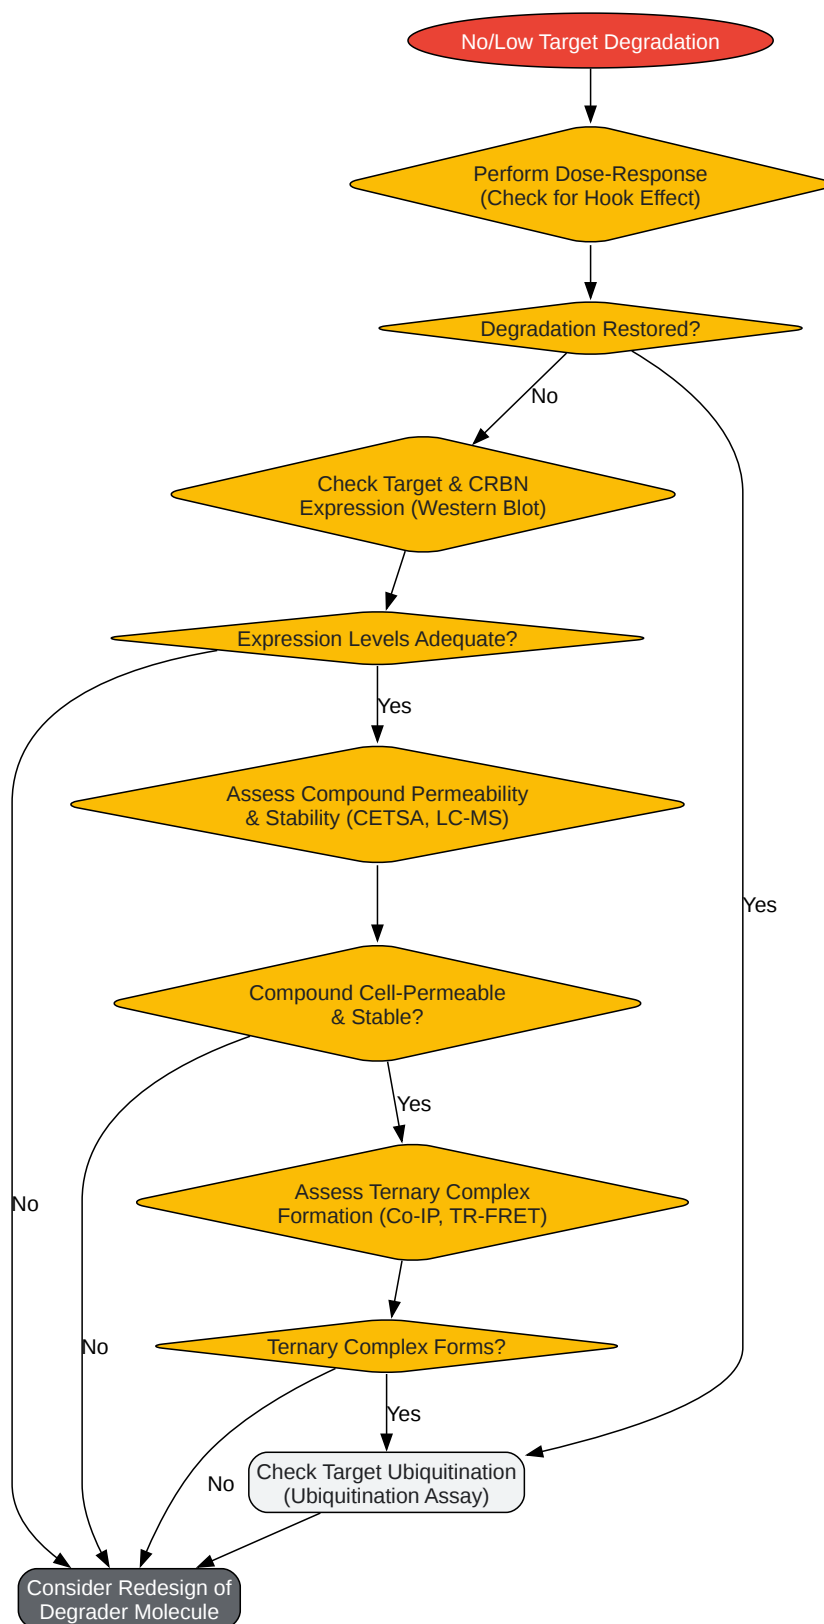 No/Low Target Degradation
Perform Dose-Response
(Check for Hook Effect)
Degradation Restored?
No
Check Target & CRBN
Expression (Western Blot)
Expression Levels Adequate?
Yes
Assess Compound Permeability
& Stability (CETSA, LC-MS)
Yes
Compound Cell-Permeable
& Stable?
Yes
Assess Ternary Complex
Formation (Co-IP, TR-FRET)
No
No
Ternary Complex Forms?
Yes
Check Target Ubiquitination
(Ubiquitination Assay)
No
Consider Redesign of
Degrader Molecule